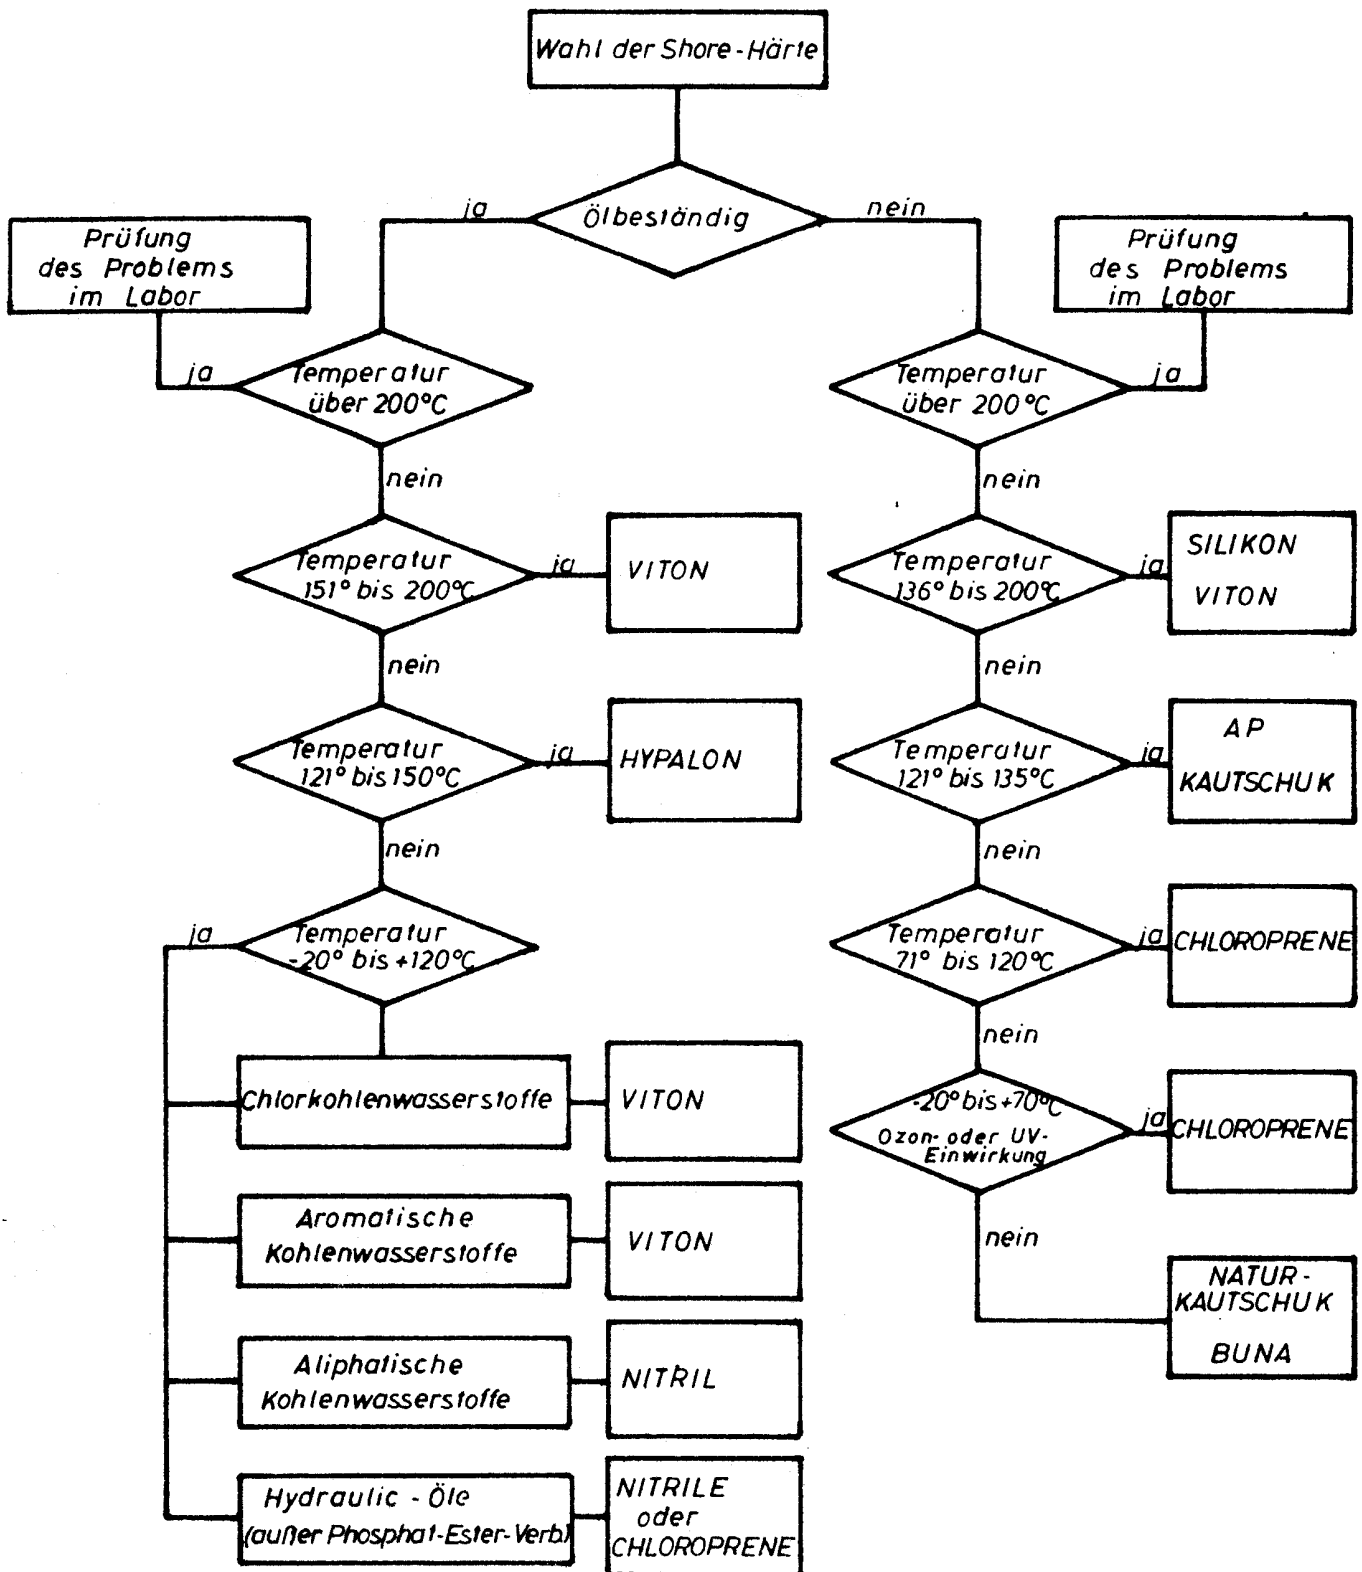 Wahl der Shore-Härte
Ölbeständig
ja
nein
Prüfung
des Problems
im Labor
Prüfung
des Problems
im Labor
ja
Temperatur
über 200°C
Temperatur
über 200°C
ja
nein
nein
Temperatur
151° bis 200°C
ja
VITON
Temperatur
136° bis 200°C
ja
SILIKON
VITON
nein
nein
Temperatur
121° bis 150°C
ja
HYPALON
Temperatur
121° bis 135°C
ja
AP
KAUTSCHUK
nein
nein
ja
Temperatur
-20° bis +120°C
Temperatur
71° bis 120°C
ja
CHLOROPRENE
nein
Chlorkohlenwasserstoffe
VITON
-20° bis +70°C
Ozon- oder UV-
Einwirkung
ja
CHLOROPRENE
Aromatische
Kohlenwasserstoffe
VITON
nein
NATUR-
KAUTSCHUK
BUNA
Aliphatische
Kohlenwasserstoffe
NITRIL
Hydraulic - Öle
(außer Phosphat-Ester-Verb.)
NITRILE
oder
CHLOROPRENE